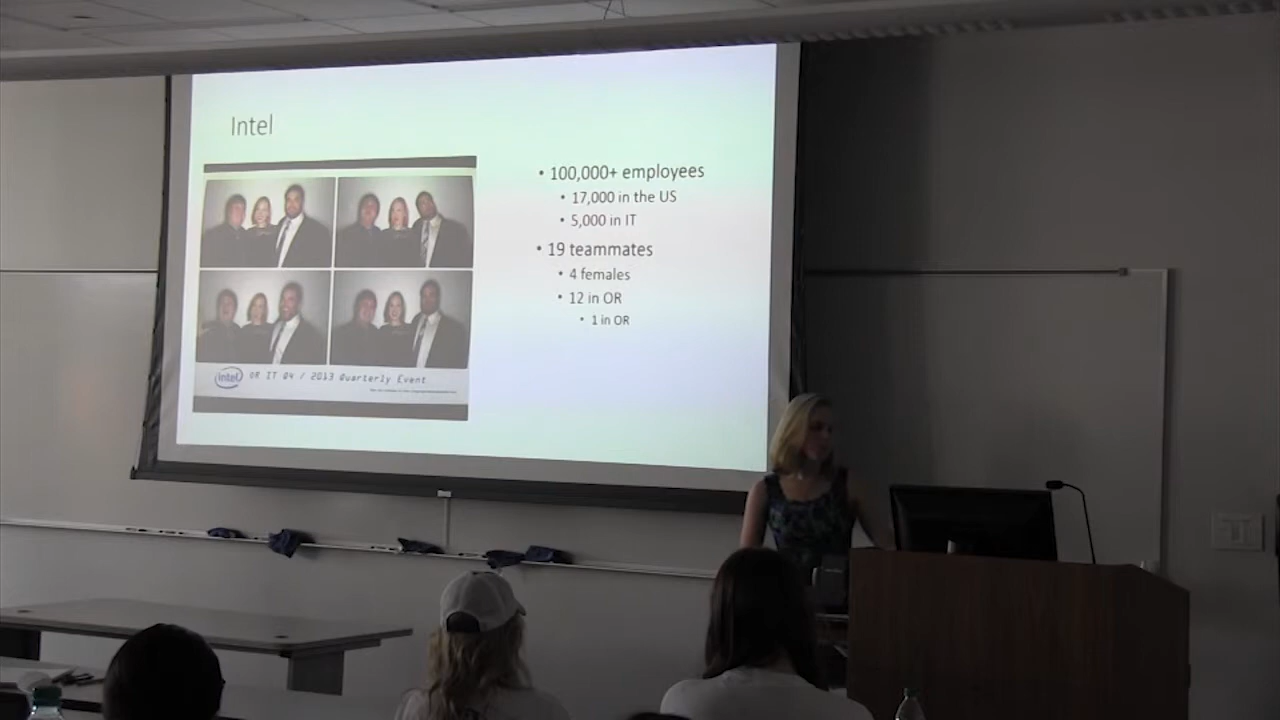 Intel
• 100,000+ employees
• 17,000 in the US
• 5,000 in IT
• 19 teammates
• 4 females
• 12 in OR
• 1 in OR
intel OR IT Q4 / 2013 Quarterly Event